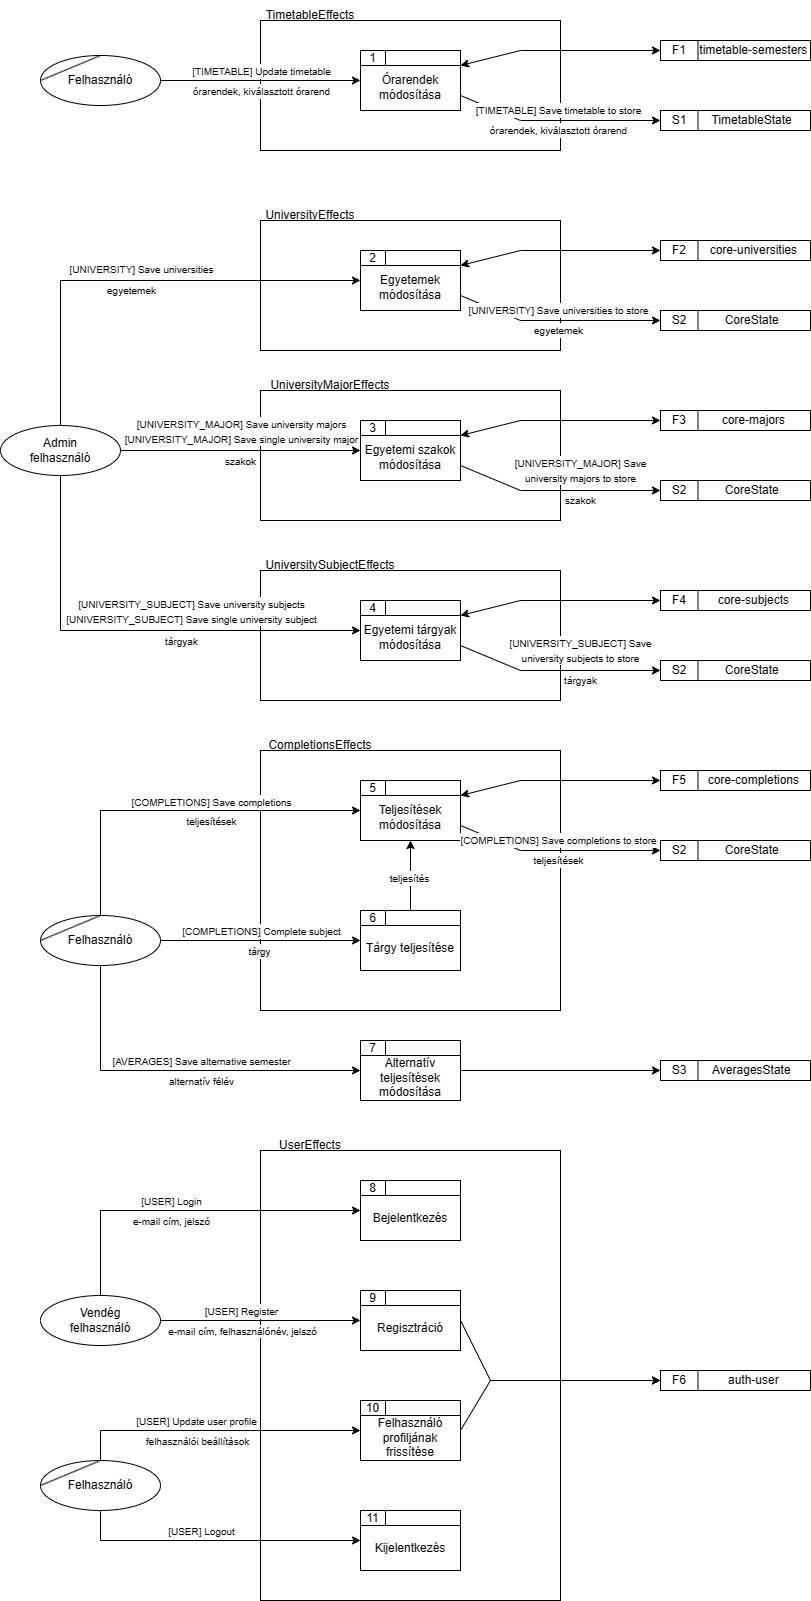 TimetableEffects
Felhasználó
[TIMETABLE] Update timetable
órarendek, kiválasztott órarend
1
Órarendek
módosítása
F1 timetable-semesters
[TIMETABLE] Save timetable to store
órarendek, kiválasztott órarend
S1 TimetableState
UniversityEffects
[UNIVERSITY] Save universities
egyetemek
2
Egyetemek
módosítása
F2 core-universities
[UNIVERSITY] Save universities to store
egyetemek
S2 CoreState
UniversityMajorEffects
Admin
felhasználó
[UNIVERSITY_MAJOR] Save university majors
[UNIVERSITY_MAJOR] Save single university major
szakok
3
Egyetemi szakok
módosítása
F3 core-majors
[UNIVERSITY_MAJOR] Save
university majors to store
szakok
S2 CoreState
UniversitySubjectEffects
[UNIVERSITY_SUBJECT] Save university subjects
[UNIVERSITY_SUBJECT] Save single university subject
tárgyak
4
Egyetemi tárgyak
módosítása
F4 core-subjects
[UNIVERSITY_SUBJECT] Save
university subjects to store
tárgyak
S2 CoreState
CompletionsEffects
[COMPLETIONS] Save completions
teljesítések
5
Teljesítések
módosítása
F5 core-completions
[COMPLETIONS] Save completions to store
teljesítések
S2 CoreState
teljesítés
Felhasználó
[COMPLETIONS] Complete subject
tárgy
6
Tárgy teljesítése
[AVERAGES] Save alternative semester
alternatív félév
7
Alternatív
teljesítések
módosítása
S3 AveragesState
UserEffects
[USER] Login
e-mail cím, jelszó
8
Bejelentkezés
Vendég
felhasználó
[USER] Register
e-mail cím, felhasználónév, jelszó
9
Regisztráció
F6 auth-user
[USER] Update user profile
felhasználói beállítások
10
Felhasználó
profiljának
frissítése
Felhasználó
[USER] Logout
11
Kijelentkezés